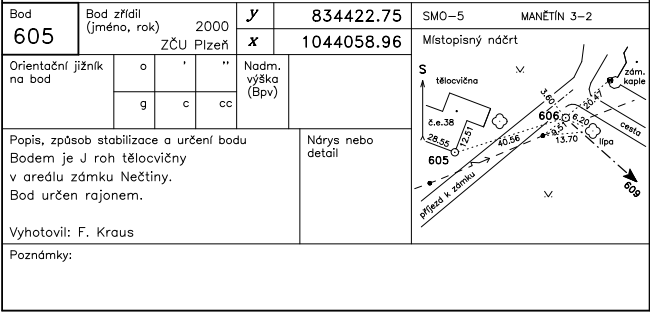 Bod
605
Bod zřídil
(jméno, rok)
2000
ZČU Plzeň
y 834422.75
x 1044058.96
SMO-5 MANĚTÍN 3-2
Orientační jižník
na bod
o ' "
g c cc
Nadm.
výška
(Bpv)
Místopisný náčrt
S
tělocvična
zám.
kaple
3.60
20.47
č.e.38
606
6.20
cesta
28.55
12.51
40.56
13.70
lípa
605
609
příjezd k zámku
Popis, způsob stabilizace a určení bodu
Bodem je J roh tělocvičny
v areálu zámku Nečtiny.
Bod určen rajonem.
Vyhotovil: F. Kraus
Nárys nebo
detail
Poznámky: